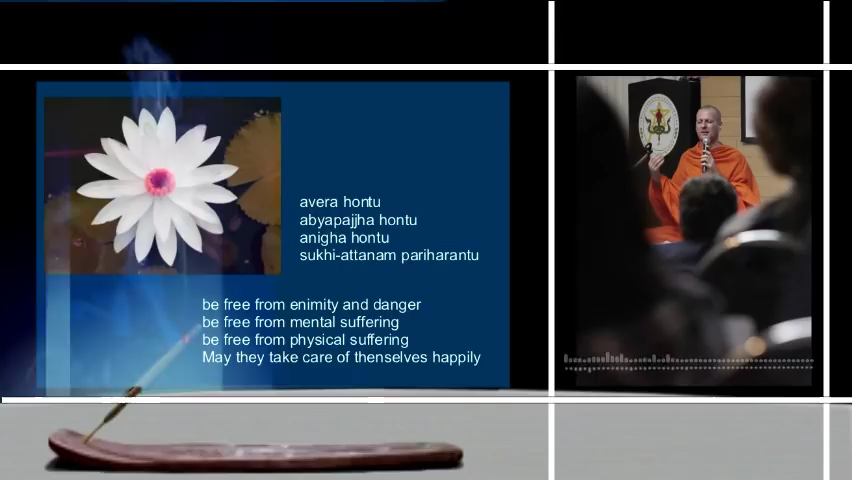 avera hontu
abyapajjha hontu
anigha hontu
sukhi-attanam pariharantu
be free from enimity and danger
be free from mental suffering
be free from physical suffering
May they take care of thenselves happily